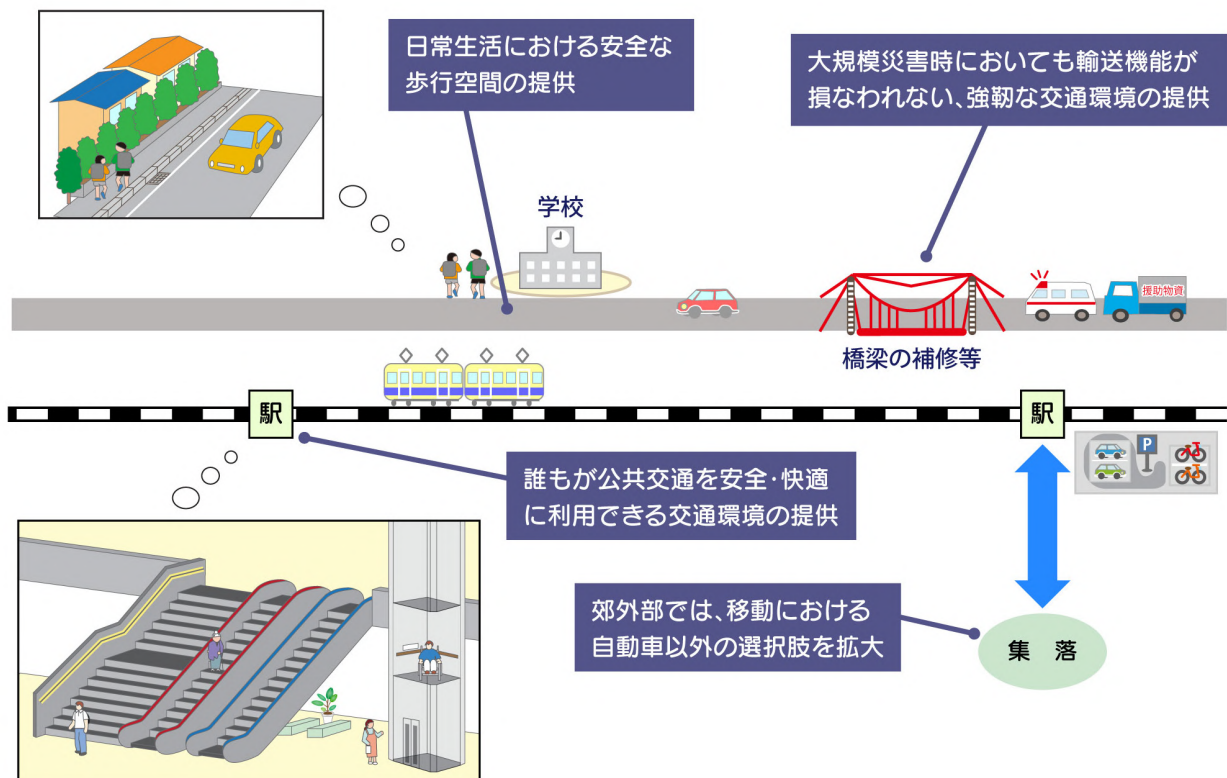 日常生活における安全な
歩行空間の提供
大規模災害時においても輸送機能が
損なわれない、強靭な交通環境の提供
学校
援助物資
橋梁の補修等
駅
駅
P
誰もが公共交通を安全・快適
に利用できる交通環境の提供
郊外部では、移動における
自動車以外の選択肢を拡大
集 落